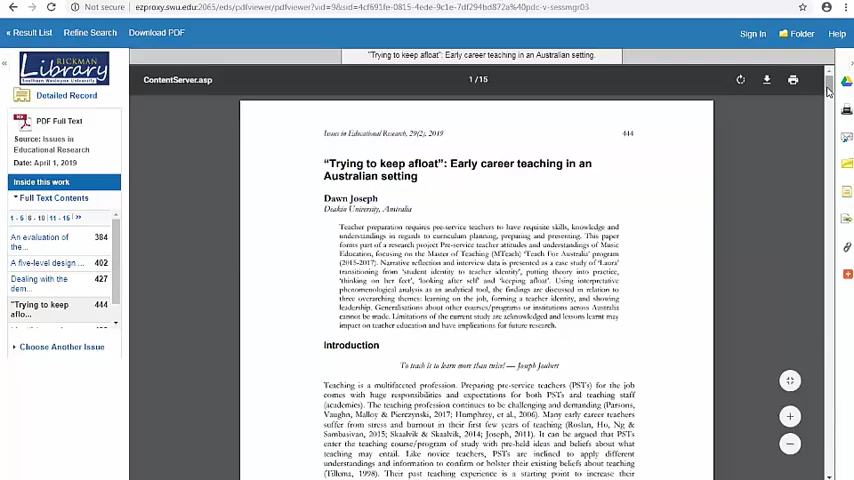 Not secure | ezproxy.swu.edu:2065/eds/pdfviewer/pdfviewer?vid=9&sid=4cf691fe-0815-4ede-9c1e-7df294bd872a%40pdc-v-sessmgr03
« Result List Refine Search Download PDF Sign In Folder Help
"Trying to keep afloat": Early career teaching in an Australian setting.
RICKMAN
Library
Southern Wesleyan University
Detailed Record
PDF Full Text
Source: Issues in
Educational Research
Date: April 1, 2019
Inside this work
Full Text Contents
1 - 5 | 6 - 10 | 11 - 15 | »
An evaluation of
the... 384
A five-level design ... 402
Dealing with the
dem... 427
"Trying to keep
aflo... 444
Choose Another Issue
ContentServer.asp 1 / 15
Issues in Educational Research, 29(2), 2019 444
"Trying to keep afloat": Early career teaching in an
Australian setting
Dawn Joseph
Deakin University, Australia
Teacher preparation requires pre-service teachers to have requisite skills, knowledge and
understandings in regards to curriculum planning, preparing and presenting. This paper
forms part of a research project Pre-service teacher attitudes and understandings of Music
Education, focusing on the Master of Teaching (MTeach) 'Teach For Australia' program
(2015-2017). Narrative reflection and interview data is presented as a case study of 'Laura'
transitioning from 'student identity to teacher identity', putting theory into practice,
'thinking on her feet', 'looking after self' and 'keeping afloat'. Using interpretative
phenomenological analysis as an analytical tool, the findings are discussed in relation to
three overarching themes: learning on the job, forming a teacher identity, and showing
leadership. Generalisations about other courses/programs or institutions across Australia
cannot be made. Limitations of the current study are acknowledged and lessons learnt may
impact on teacher education and have implications for future research.
Introduction
To teach is to learn more than twice! — Joseph Joubert
Teaching is a multifaceted profession. Preparing pre-service teachers (PSTs) for the job
comes with huge responsibilities and expectations for both PSTs and teaching staff
(academics). The teaching profession continues to be challenging and demanding (Parsons,
Vaughn, Malloy & Pierczynski, 2017; Humphrey, et al., 2006). Many early career teachers
suffer from stress and burnout in their first few years of teaching (Roslan, Ho, Ng &
Sambasivan, 2015; Skaalvik & Skaalvik, 2014; Joseph, 2011). It can be argued that PSTs
enter the teaching course/program of study with pre-held ideas and beliefs about what
teaching may entail. Like novice teachers, PSTs are inclined to apply different
understandings and information to confirm or bolster their existing beliefs about teaching
(Tillema, 1998). Their past teaching experience is a starting point to increase their